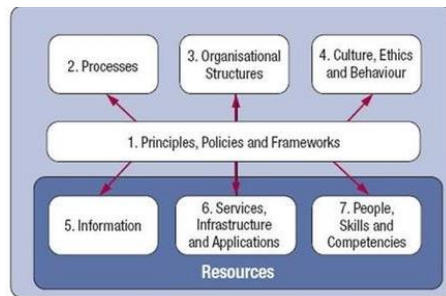 2. Processes
3. Organisational
Structures
4. Culture, Ethics
and Behaviour
1. Principles, Policies and Frameworks
5. Information
6. Services,
Infrastructure
and Applications
7. People,
Skills and
Competencies
Resources